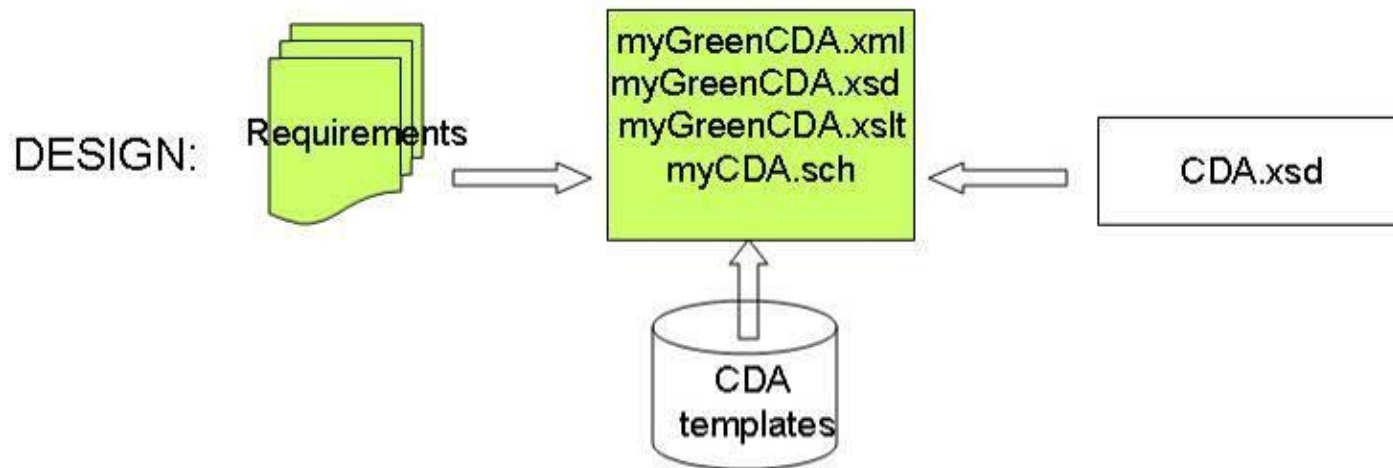 DESIGN:
Requirements
myGreenCDA.xml
myGreenCDA.xsd
myGreenCDA.xslt
myCDA.sch
CDA.xsd
CDA
templates